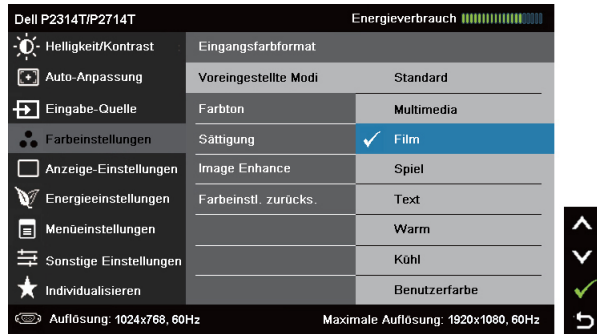 Dell P2314T/P2714T Energieverbrauch
Helligkeit/Kontrast Eingangsfarbformat
Auto-Anpassung Voreingestellte Modi Standard
Eingabe-Quelle Farbton Multimedia
Farbeinstellungen Sättigung Film
Anzeige-Einstellungen Image Enhance Spiel
Energieeinstellungen Farbeinstl. zurücks. Text
Menüeinstellungen Warm
Sonstige Einstellungen Kühl
Individualisieren Benutzerfarbe
Auflösung: 1024x768, 60Hz Maximale Auflösung: 1920x1080, 60Hz